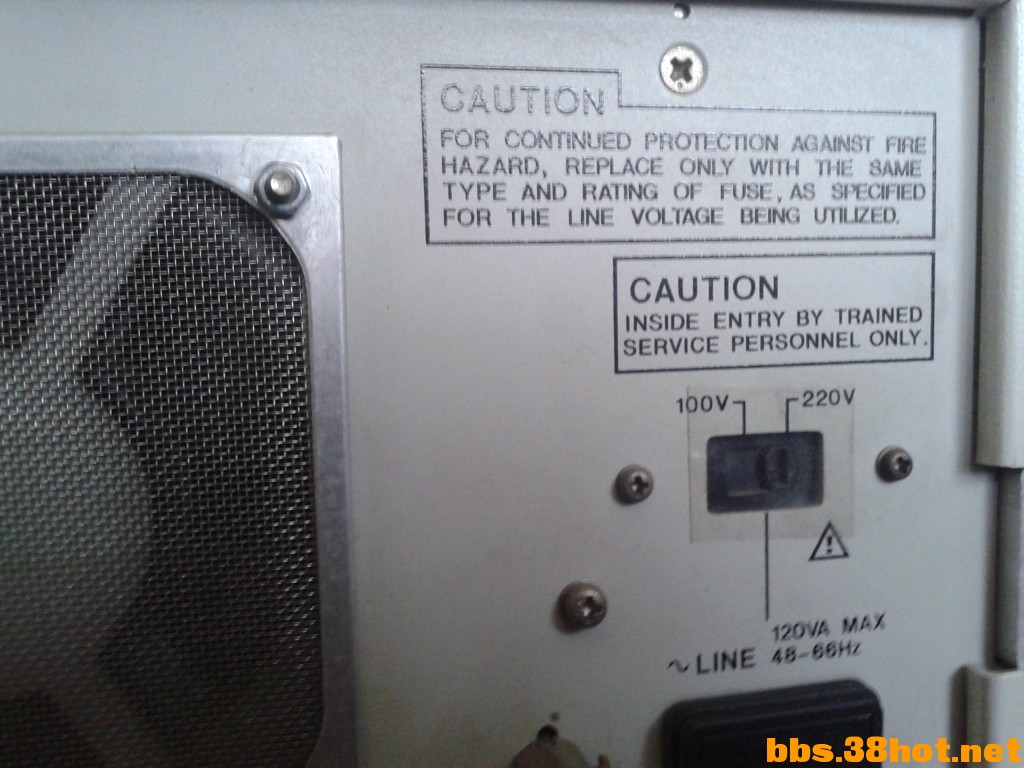 CAUTION
FOR CONTINUED PROTECTION AGAINST FIRE
HAZARD, REPLACE ONLY WITH THE SAME
TYPE AND RATING OF FUSE, AS SPECIFIED
FOR THE LINE VOLTAGE BEING UTILIZED.
CAUTION
INSIDE ENTRY BY TRAINED
SERVICE PERSONNEL ONLY.
100V 220V
120VA MAX
~ LINE 48-66Hz
bbs.38hot.net